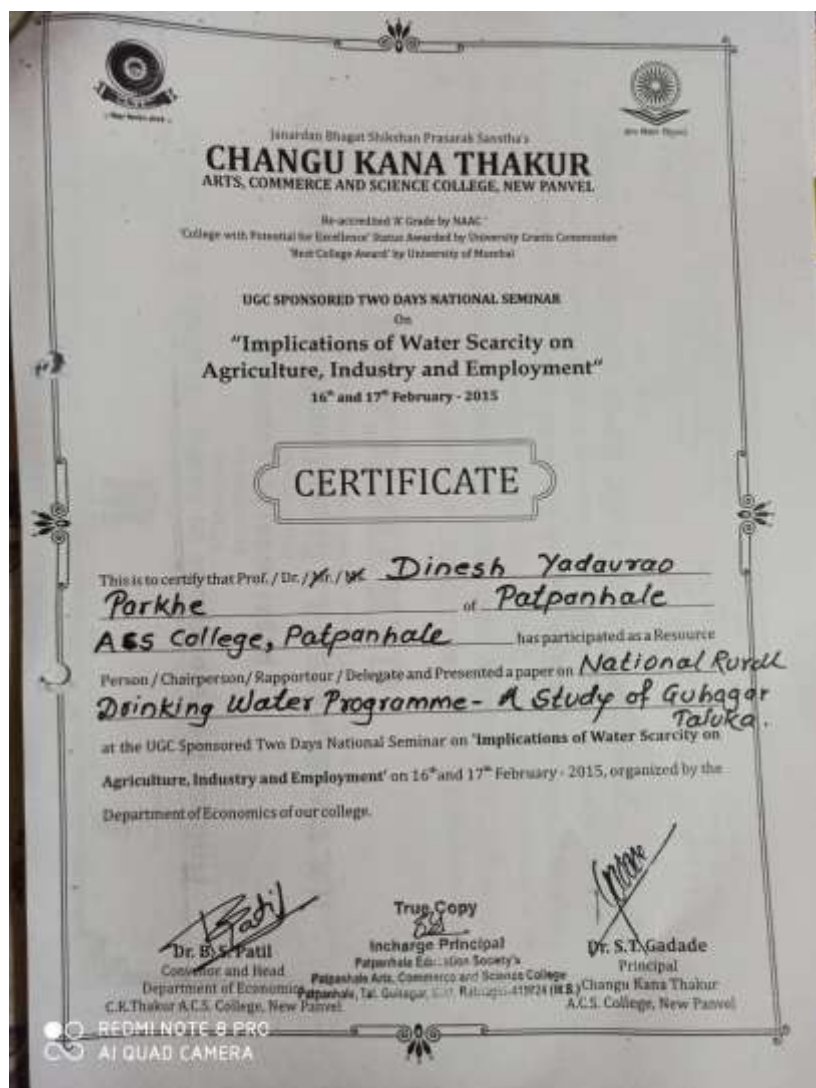 Janardan Bhagat Shikshan Prasarak Sanstha's
CHANGU KANA THAKUR
ARTS, COMMERCE AND SCIENCE COLLEGE, NEW PANVEL
Re-accredited 'A' Grade by NAAC
'College with Potential for Excellence' Status Awarded by University Grants Commission
'Best College Award' by University of Mumbai
UGC SPONSORED TWO DAYS NATIONAL SEMINAR
On
"Implications of Water Scarcity on
Agriculture, Industry and Employment"
16th and 17th February - 2015
CERTIFICATE
This is to certify that Prof. / Dr. / Mr. / Dinesh Yadavrao
Parkhe of Patpanhale
ACS College, Patpanhale has participated as a Resource
Person / Chairperson/ Rapportour / Delegate and Presented a paper on National Rural
Drinking Water Programme - A Study of Guhagar
Taluka.
at the UGC Sponsored Two Days National Seminar on 'Implications of Water Scarcity on
Agriculture, Industry and Employment' on 16th and 17th February - 2015, organized by the
Department of Economics of our college.
Dr. B. S. Patil
Convenor and Head
Department of Economics
C.K.Thakur A.C.S. College, New Panvel
True Copy
Incharge Principal
Patpanhale Education Society's
Patpanhale Arts, Commerce and Science College
Patpanhale, Tal. Guhagar, Ratnagiri
Dr. S.T. Gadade
Principal
Changu Kana Thakur
A.C.S. College, New Panvel
REDMI NOTE 8 PRO
AI QUAD CAMERA